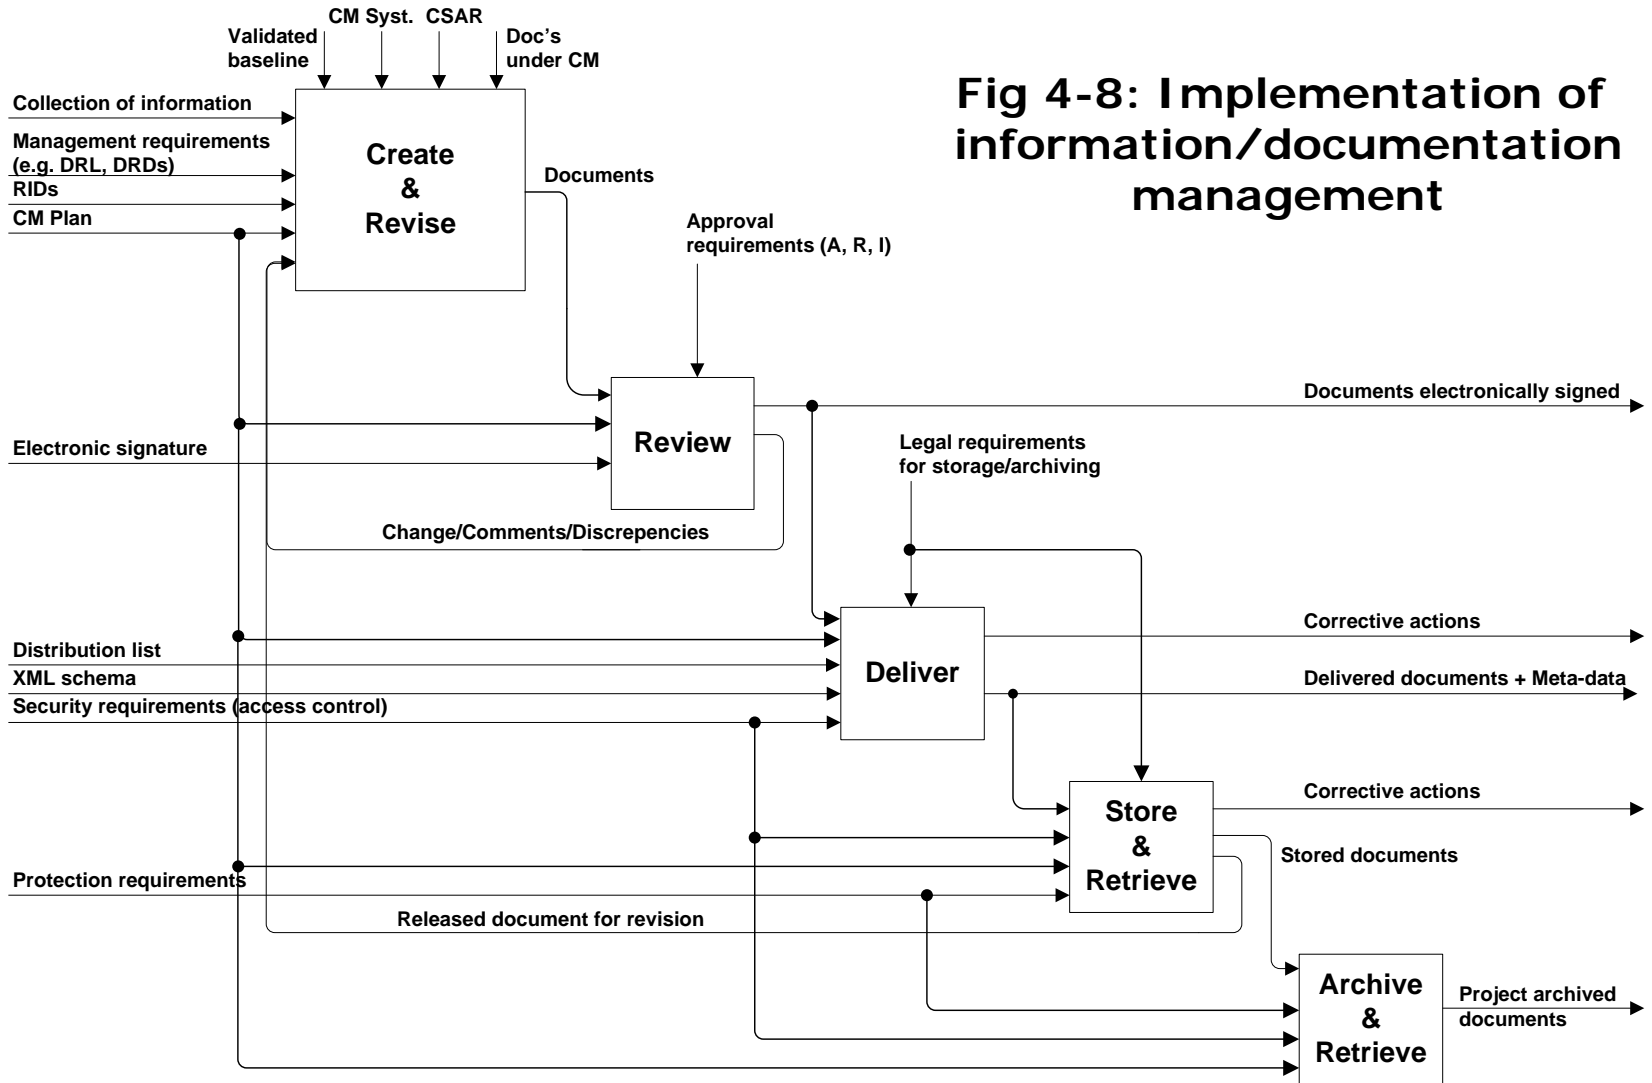 CM Syst. CSAR
Validated
baseline
Doc's
under CM
Fig 4-8: Implementation of
information/documentation
management
Collection of information
Management requirements
(e.g. DRL, DRDs)
RIDs
CM Plan
Create
&
Revise
Documents
Approval
requirements (A, R, I)
Documents electronically signed
Electronic signature
Review
Legal requirements
for storage/archiving
Change/Comments/Discrepencies
Corrective actions
Distribution list
XML schema
Security requirements (access control)
Deliver
Delivered documents + Meta-data
Corrective actions
Store
&
Retrieve
Stored documents
Protection requirements
Released document for revision
Archive
&
Retrieve
Project archived
documents